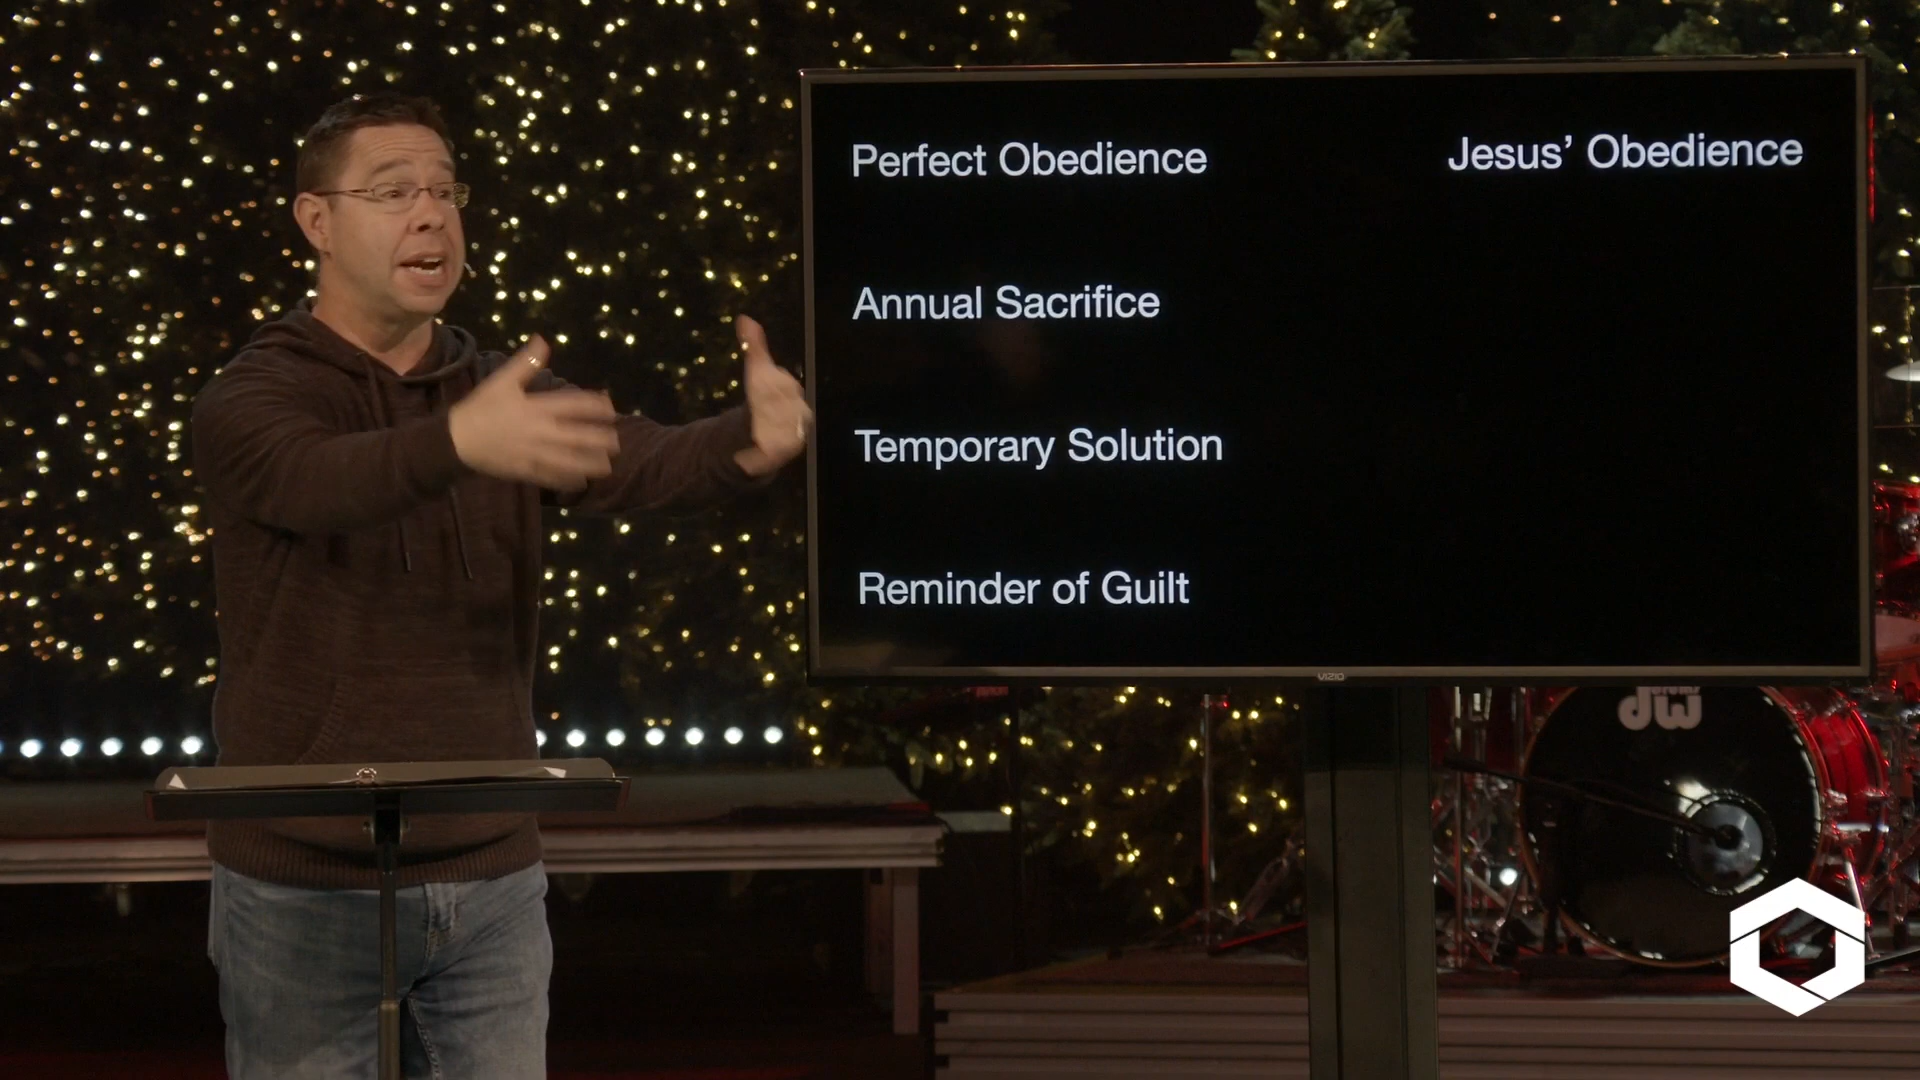 Perfect Obedience
Jesus’ Obedience
Annual Sacrifice
Temporary Solution
Reminder of Guilt
VIZIO
dw